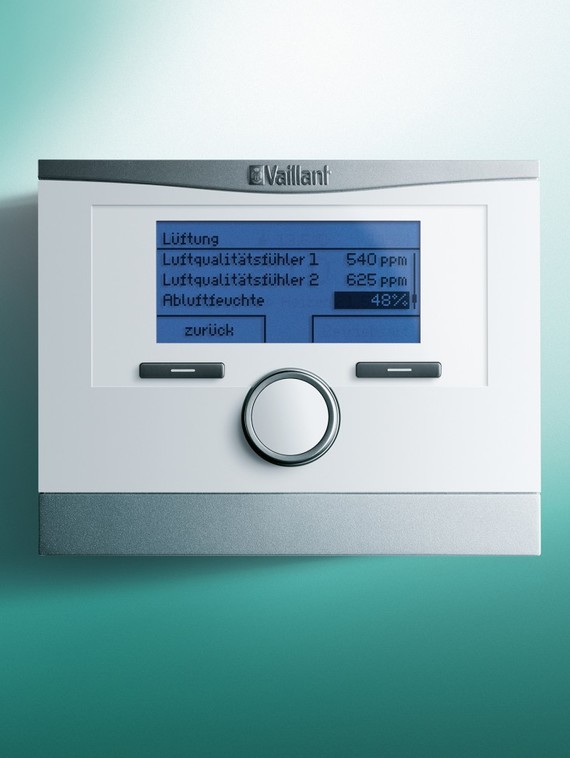 Vaillant
Lüftung
Luftqualitätsfühler 1 540 ppm
Luftqualitätsfühler 2 625 ppm
Abluftfeuchte 48%
zurück